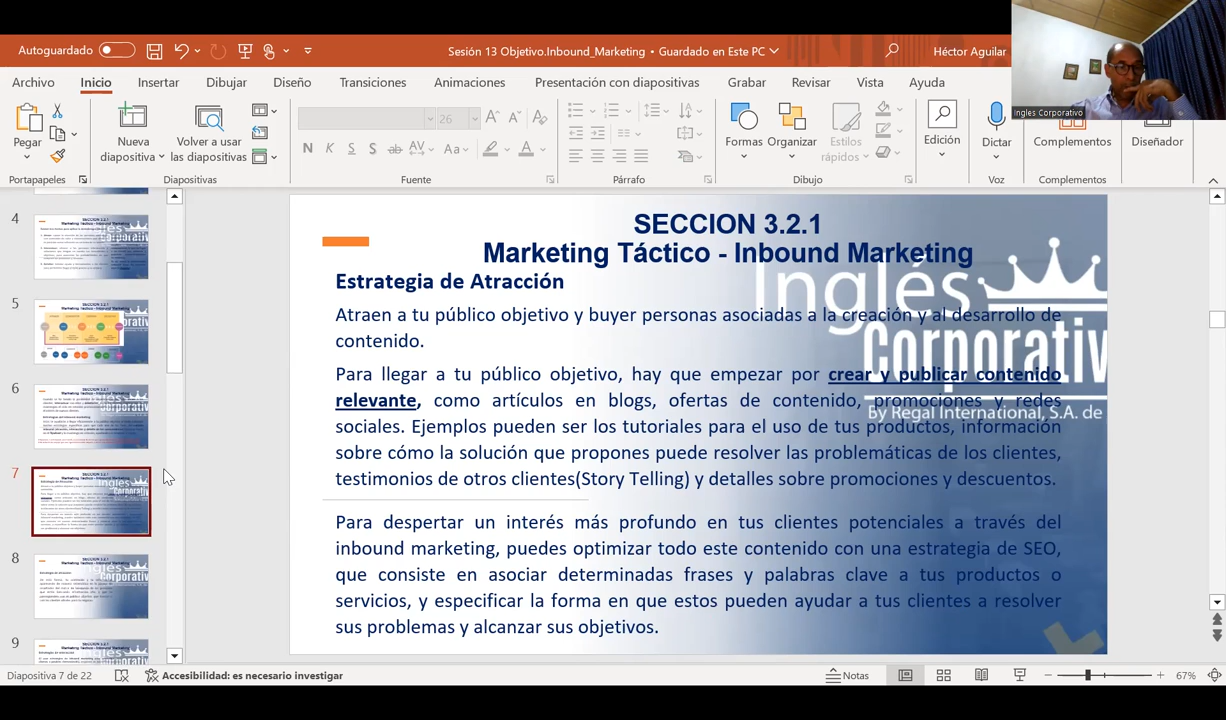 Autoguardado
Sesión 13 Objetivo.Inbound_Marketing • Guardado en Este PC
Héctor Aguilar
Ingles Corporativo
Archivo Inicio Insertar Dibujar Diseño Transiciones Animaciones Presentación con diapositivas Grabar Revisar Vista Ayuda
Pegar
Nueva
diapositiva
Volver a usar
las diapositivas
26
N K S S ab AV Aa
Formas
Organizar
Estilos
rápidos
Edición
Dictar
Complementos
Diseñador
Portapapeles Diapositivas Fuente Párrafo Dibujo Voz Complementos
4
5
6
7
8
9
SECCION 3.2.1
Marketing Táctico - Inbound Marketing
Estrategia de Atracción
Atraen a tu público objetivo y buyer personas asociadas a la creación y al desarrollo de
contenido.
Para llegar a tu público objetivo, hay que empezar por crear y publicar contenido
relevante, como artículos en blogs, ofertas de contenido, promociones y redes
sociales. Ejemplos pueden ser los tutoriales para el uso de tus productos, información
sobre cómo la solución que propones puede resolver las problemáticas de los clientes,
testimonios de otros clientes(Story Telling) y detalles sobre promociones y descuentos.
Para despertar un interés más profundo en tus clientes potenciales a través del
inbound marketing, puedes optimizar todo este contenido con una estrategia de SEO,
que consiste en asociar determinadas frases y palabras clave a tus productos o
servicios, y especificar la forma en que estos pueden ayudar a tus clientes a resolver
sus problemas y alcanzar sus objetivos.
Inglés
Corporativ
By Regal International, S.A. de
Diapositiva 7 de 22
Accesibilidad: es necesario investigar
Notas
67%